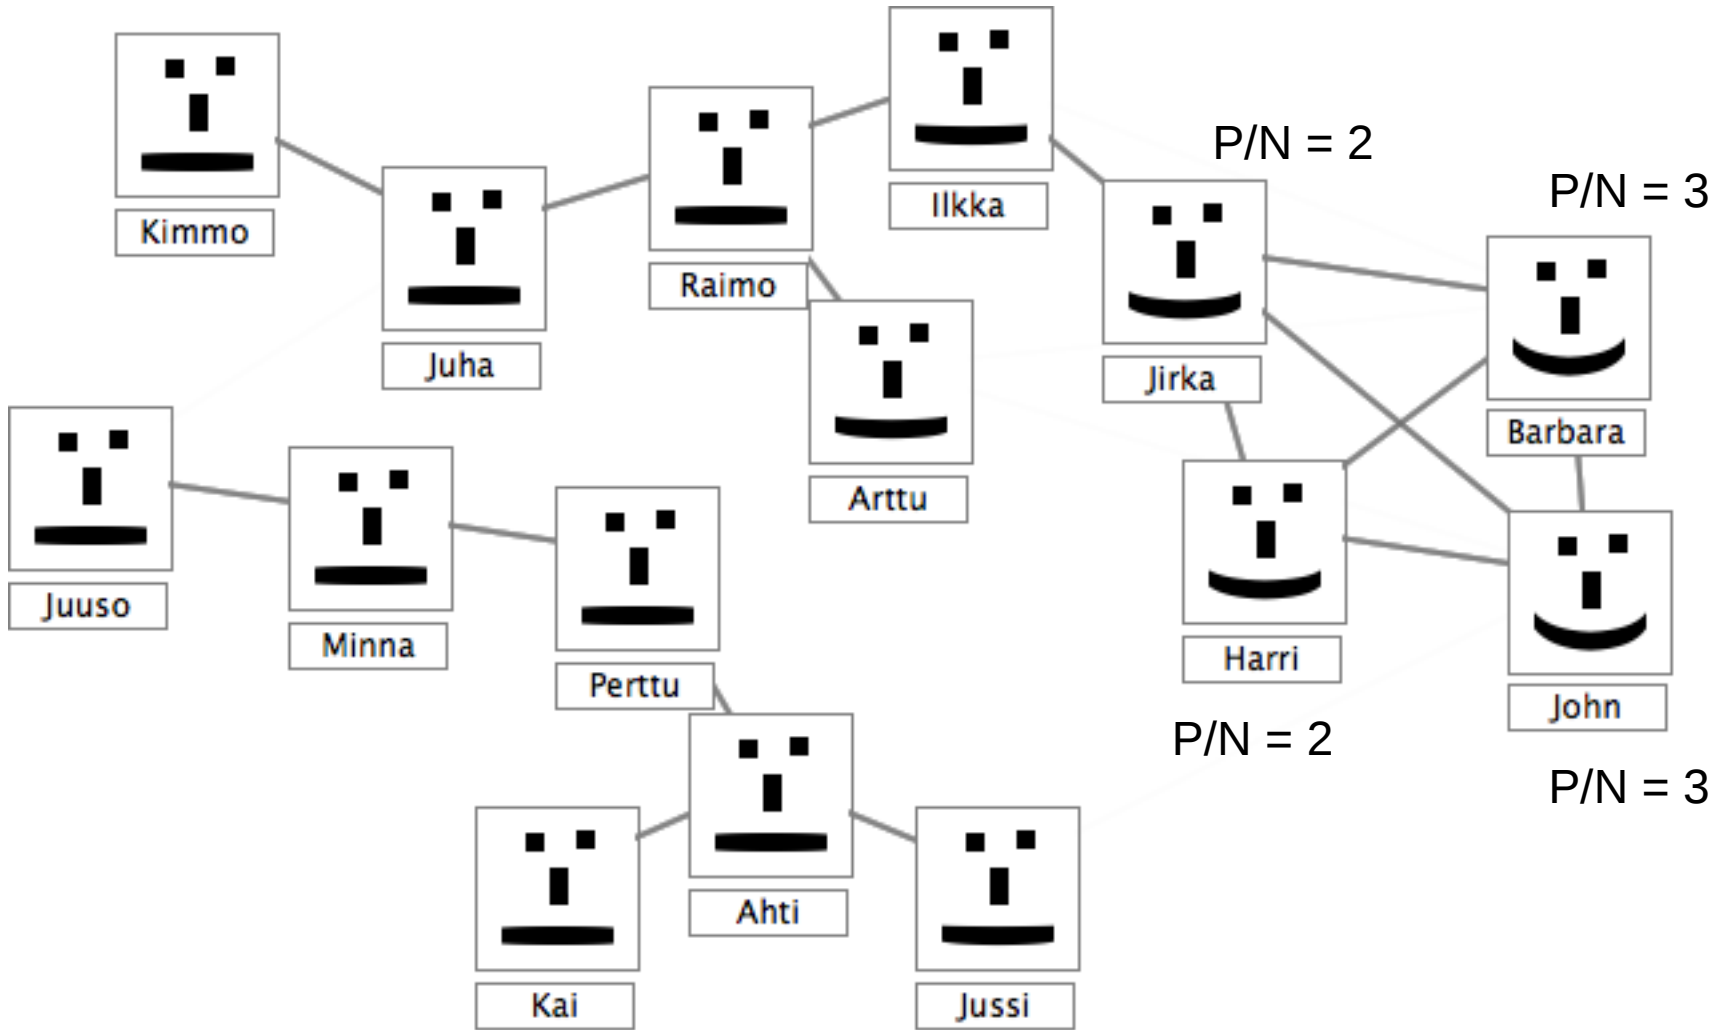 P/N = 2
P/N = 3
Ilkka
Kimmo
Raimo
Juha
Jirka
Barbara
Arttu
Juuso
Minna
Harri
Perttu
John
P/N = 2
P/N = 3
Ahti
Kai
Jussi